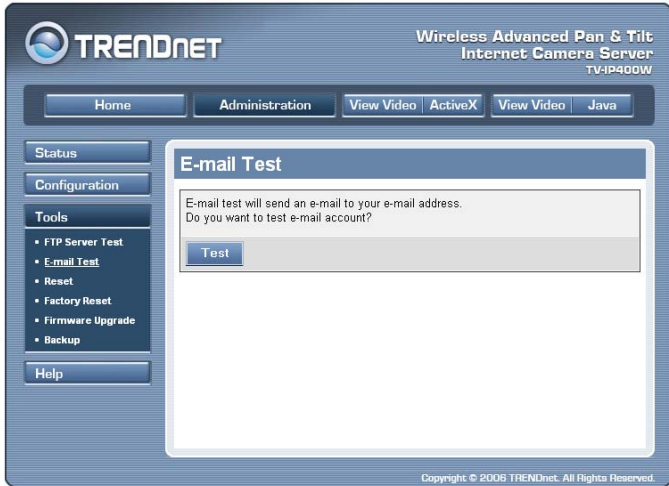 TRENDNET
Wireless Advanced Pan & Tilt
Internet Camera Server
TV-IP400W
Home
Administration
View Video ActiveX
View Video Java
Status
Configuration
Tools
FTP Server Test
E-mail Test
Reset
Factory Reset
Firmware Upgrade
Backup
Help
E-mail Test
E-mail test will send an e-mail to your e-mail address.
Do you want to test e-mail account?
Test
Copyright © 2006 TRENDnet. All Rights Reserved.